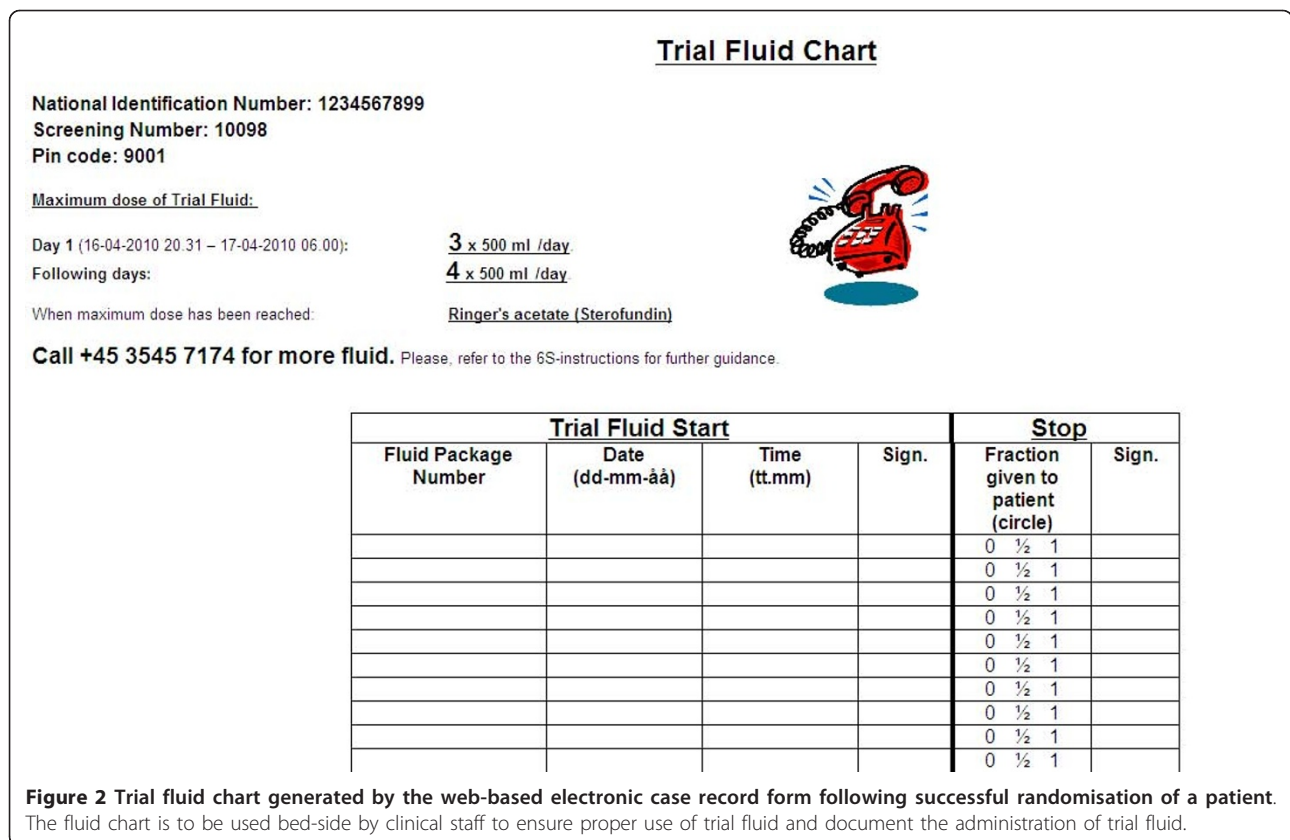 Trial Fluid Chart
National Identification Number: 1234567899
Screening Number: 10098
Pin code: 9001
Maximum dose of Trial Fluid:
Day 1 (16-04-2010 20.31 – 17-04-2010 06.00): 3 x 500 ml /day.
Following days: 4 x 500 ml /day
When maximum dose has been reached: Ringer's acetate (Sterofundin)
Call +45 3545 7174 for more fluid. Please, refer to the 6S-instructions for further guidance.
Trial Fluid Start Stop
Fluid Package Number Date (dd-mm-åå) Time (tt.mm) Sign. Fraction given to patient (circle) Sign.
0 ½ 1
0 ½ 1
0 ½ 1
0 ½ 1
0 ½ 1
0 ½ 1
0 ½ 1
0 ½ 1
0 ½ 1
0 ½ 1
Figure 2 Trial fluid chart generated by the web-based electronic case record form following successful randomisation of a patient.
The fluid chart is to be used bed-side by clinical staff to ensure proper use of trial fluid and document the administration of trial fluid.